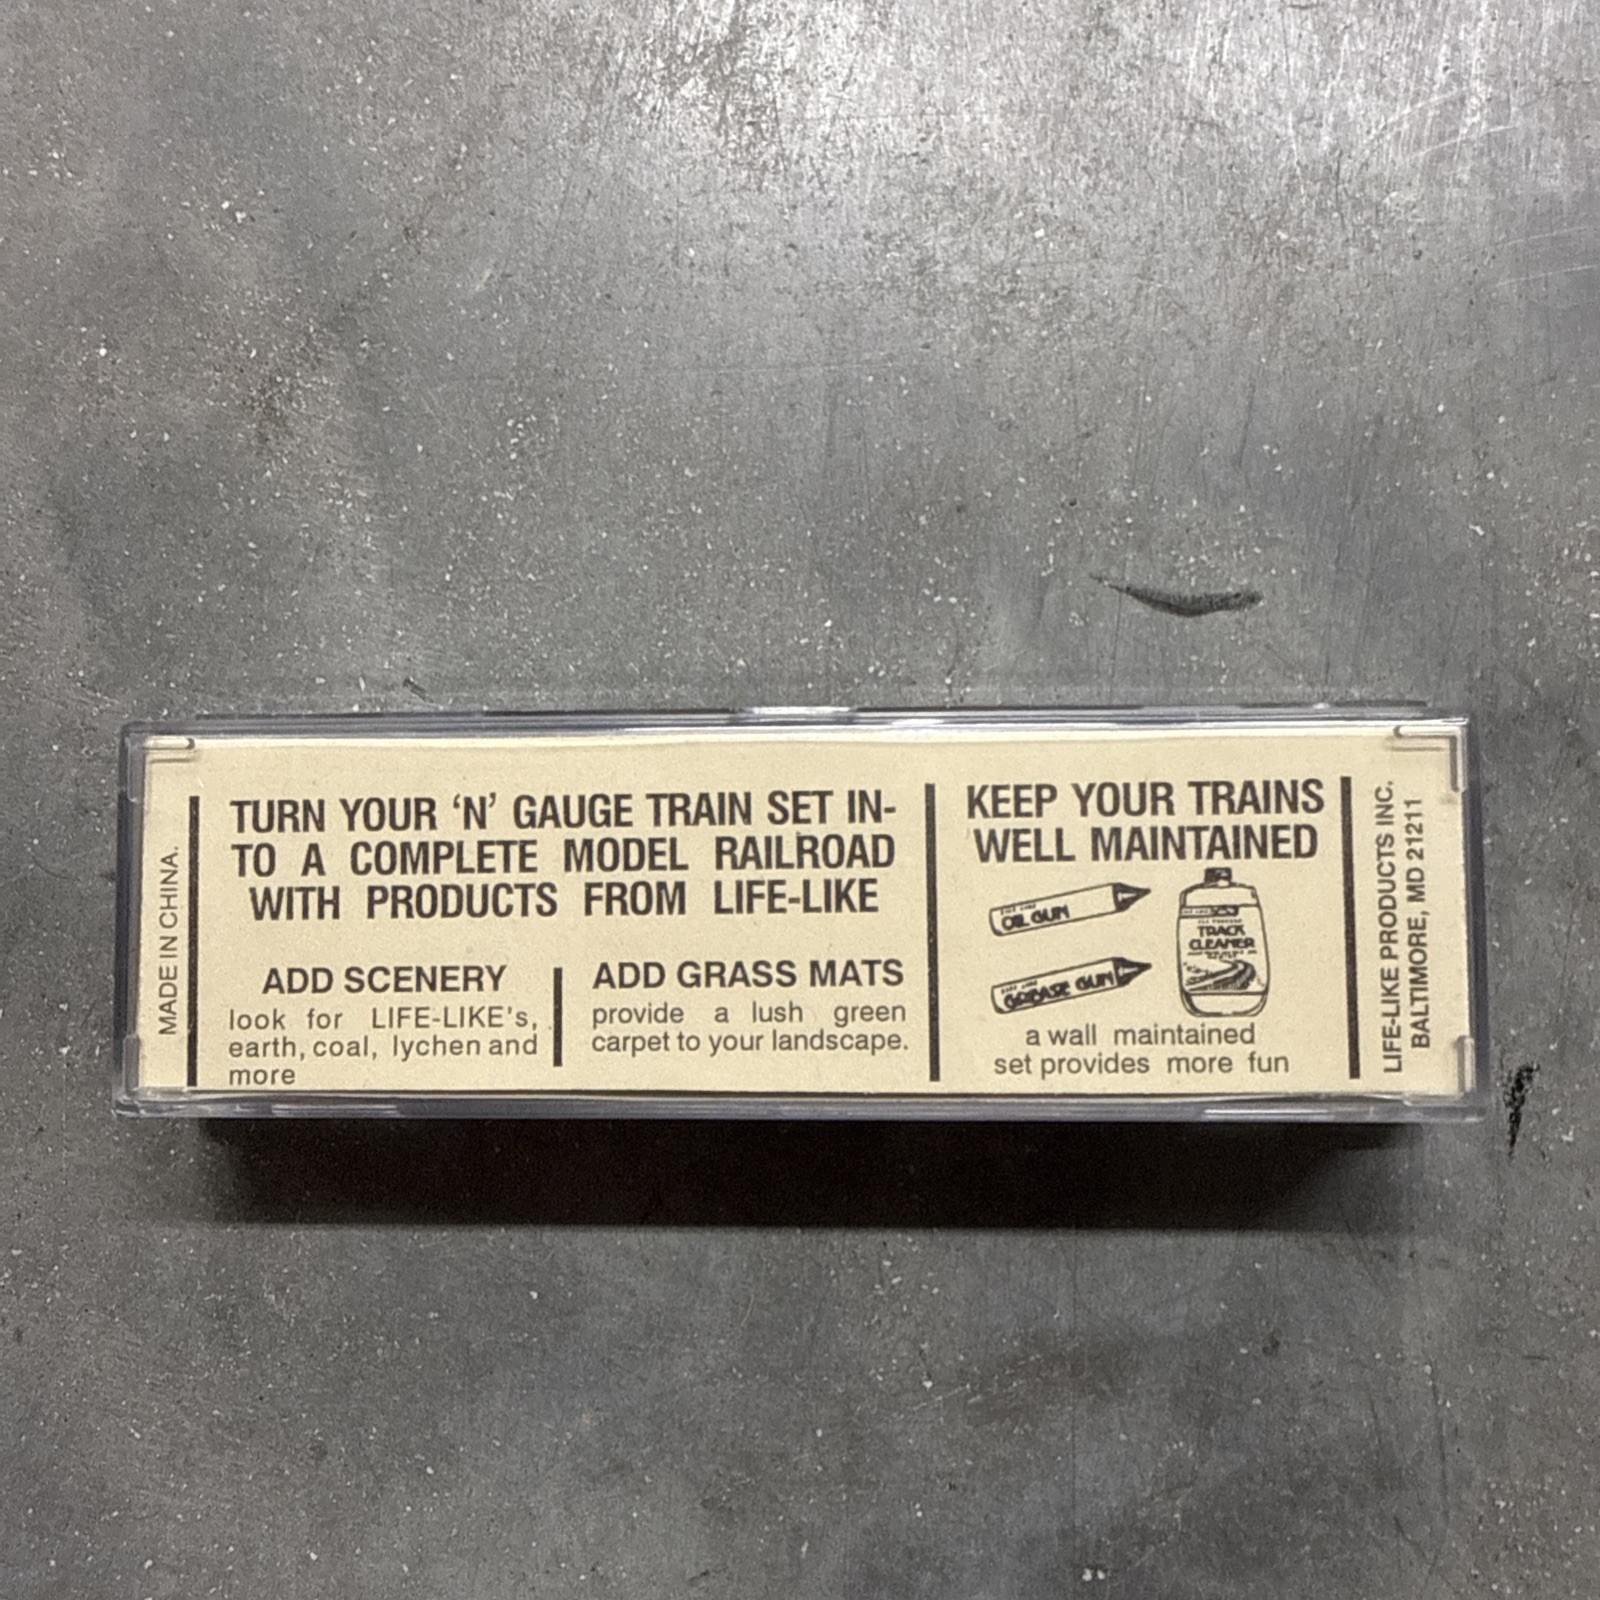 MADE IN CHINA.
TURN YOUR ‘N’ GAUGE TRAIN SET IN-
TO A COMPLETE MODEL RAILROAD
WITH PRODUCTS FROM LIFE-LIKE
ADD SCENERY
look for LIFE-LIKE's,
earth, coal, lychen and
more
ADD GRASS MATS
provide a lush green
carpet to your landscape.
KEEP YOUR TRAINS
WELL MAINTAINED
OIL GUN
GREASE GUN
TRACK
CLEANER
a wall maintained
set provides more fun
LIFE-LIKE PRODUCTS INC.
BALTIMORE, MD 21211